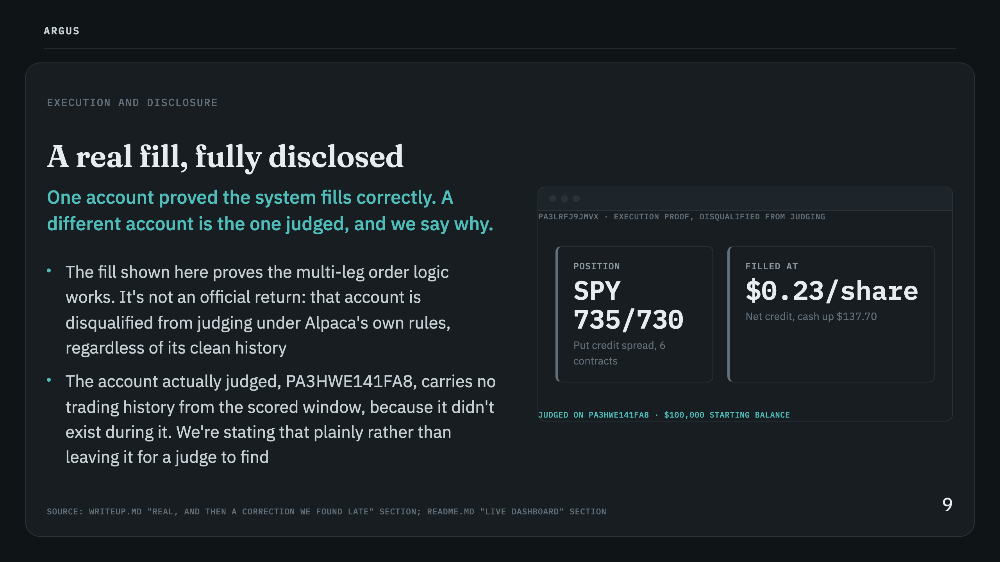 ARGUS
EXECUTION AND DISCLOSURE
A real fill, fully disclosed
One account proved the system fills correctly. A
different account is the one judged, and we say why.
• The fill shown here proves the multi-leg order logic
works. It's not an official return: that account is
disqualified from judging under Alpaca's own rules,
regardless of its clean history
• The account actually judged, PA3HWE141FA8, carries no
trading history from the scored window, because it didn't
exist during it. We're stating that plainly rather than
leaving it for a judge to find
PA3LRFJ9JMVX · EXECUTION PROOF, DISQUALIFIED FROM JUDGING
POSITION
SPY
735/730
Put credit spread, 6
contracts
FILLED AT
$0.23/share
Net credit, cash up $137.70
JUDGED ON PA3HWE141FA8 · $100,000 STARTING BALANCE
SOURCE: WRITEUP.MD "REAL, AND THEN A CORRECTION WE FOUND LATE" SECTION; README.MD "LIVE DASHBOARD" SECTION
9